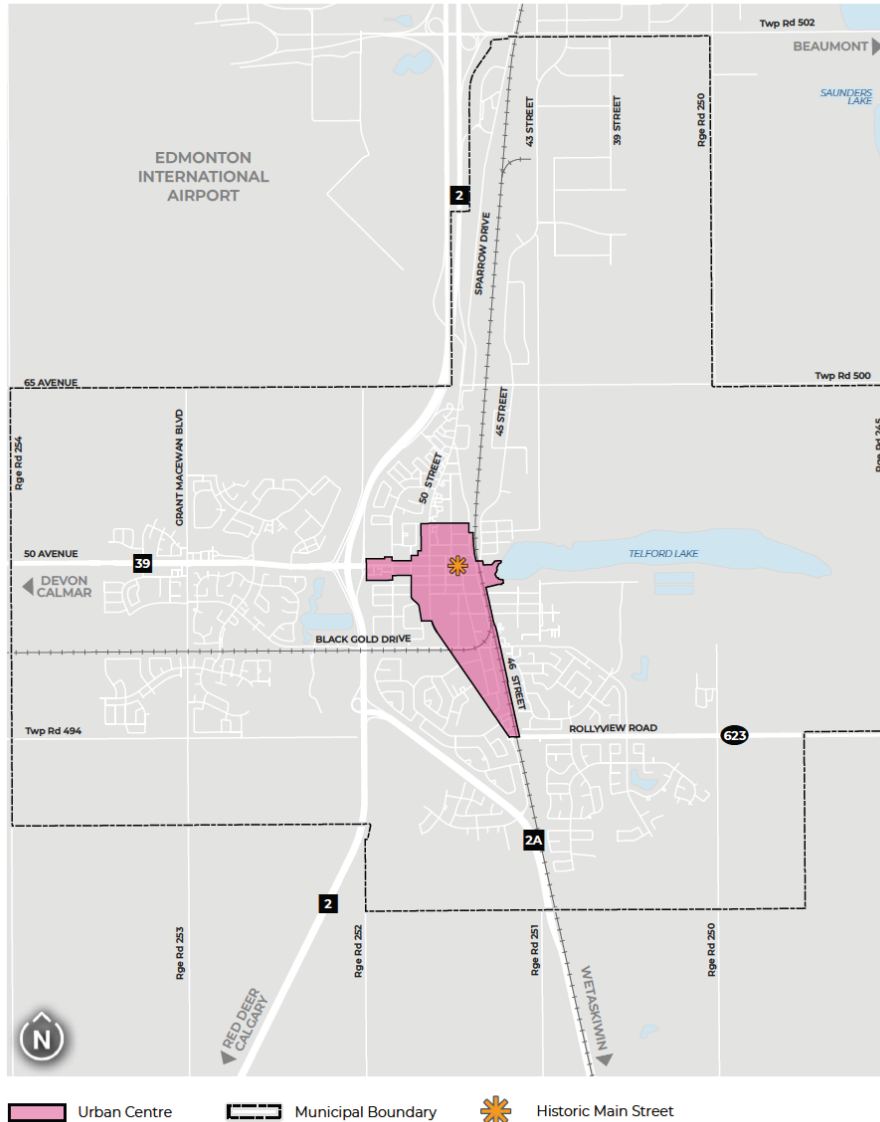 Twp Rd 502
BEAUMONT
SAUNDERS
LAKE
43 STREET
39 STREET
Rge Rd 250
EDMONTON
INTERNATIONAL
AIRPORT
2
SPARROW DRIVE
65 AVENUE
Twp Rd 500
Rge Rd 254
GRANT MACEWAN BLVD
45 STREET
Rge Rd 245
50 STREET
50 AVENUE
39
TELFORD LAKE
DEVON
CALMAR
BLACK GOLD DRIVE
46 STREET
Twp Rd 494
ROLLYVIEW ROAD
623
2A
2
Rge Rd 253
Rge Rd 252
Rge Rd 251
Rge Rd 250
RED DEER
CALGARY
WETASKIWIN
N
Urban Centre
Municipal Boundary
Historic Main Street